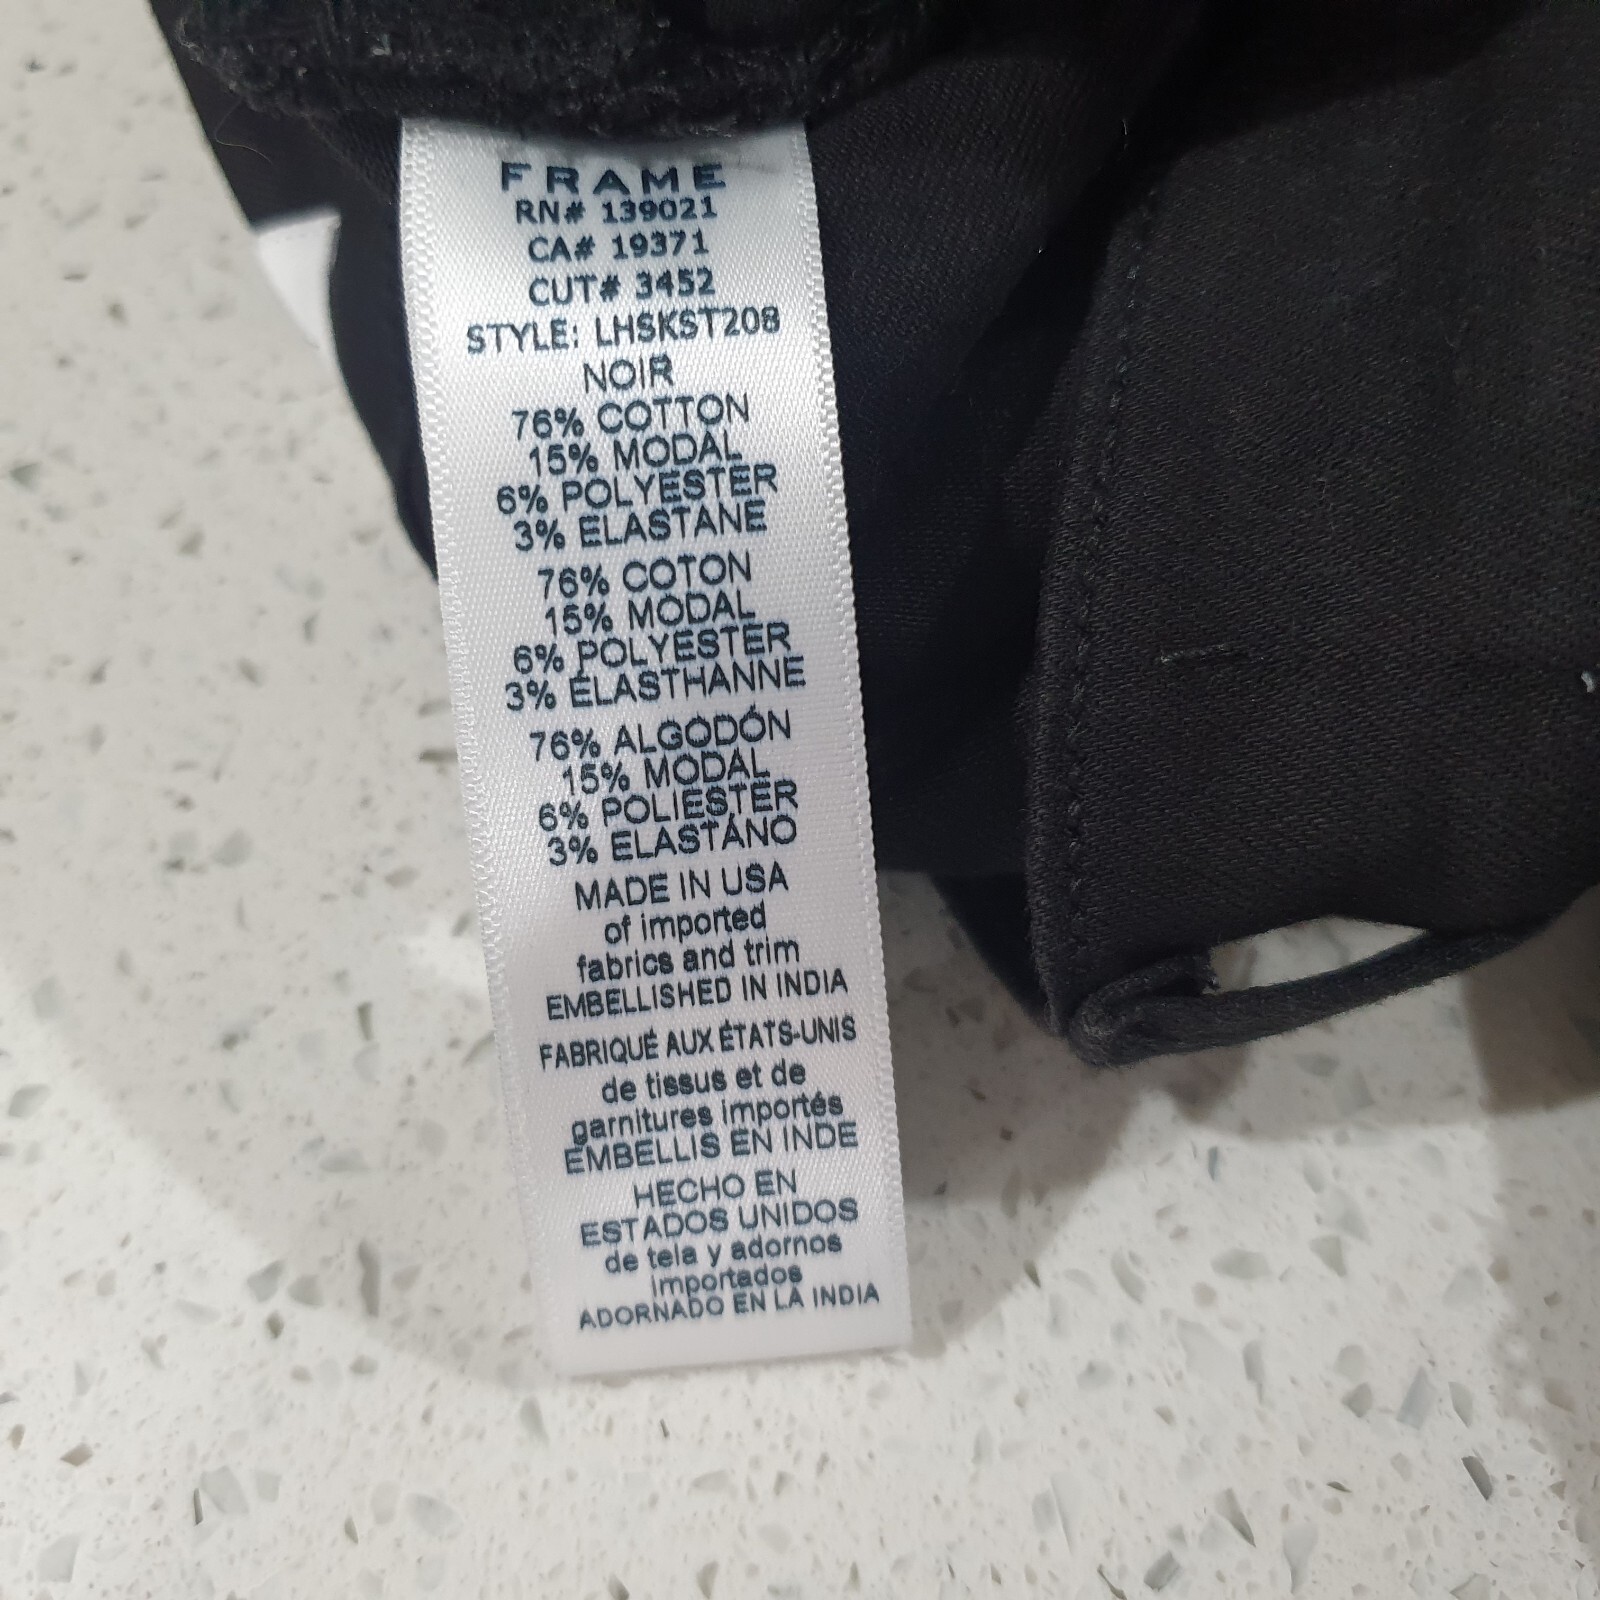 FRAME
RN# 139021
CA# 19371
CUT# 3452
STYLE: LHSKST208
NOIR
76% COTTON
15% MODAL
6% POLYESTER
3% ELASTANE
76% COTON
15% MODAL
6% POLYESTER
3% ÉLASTHANNE
76% ALGODÓN
15% MODAL
6% POLIESTER
3% ELASTÁNO
MADE IN USA
of imported
fabrics and trim
EMBELLISHED IN INDIA
FABRIQUÉ AUX ÉTATS-UNIS
de tissus et de
garnitures importés
EMBELLIS EN INDE
HECHO EN
ESTADOS UNIDOS
de tela y adornos
importados
ADORNADO EN LA INDIA